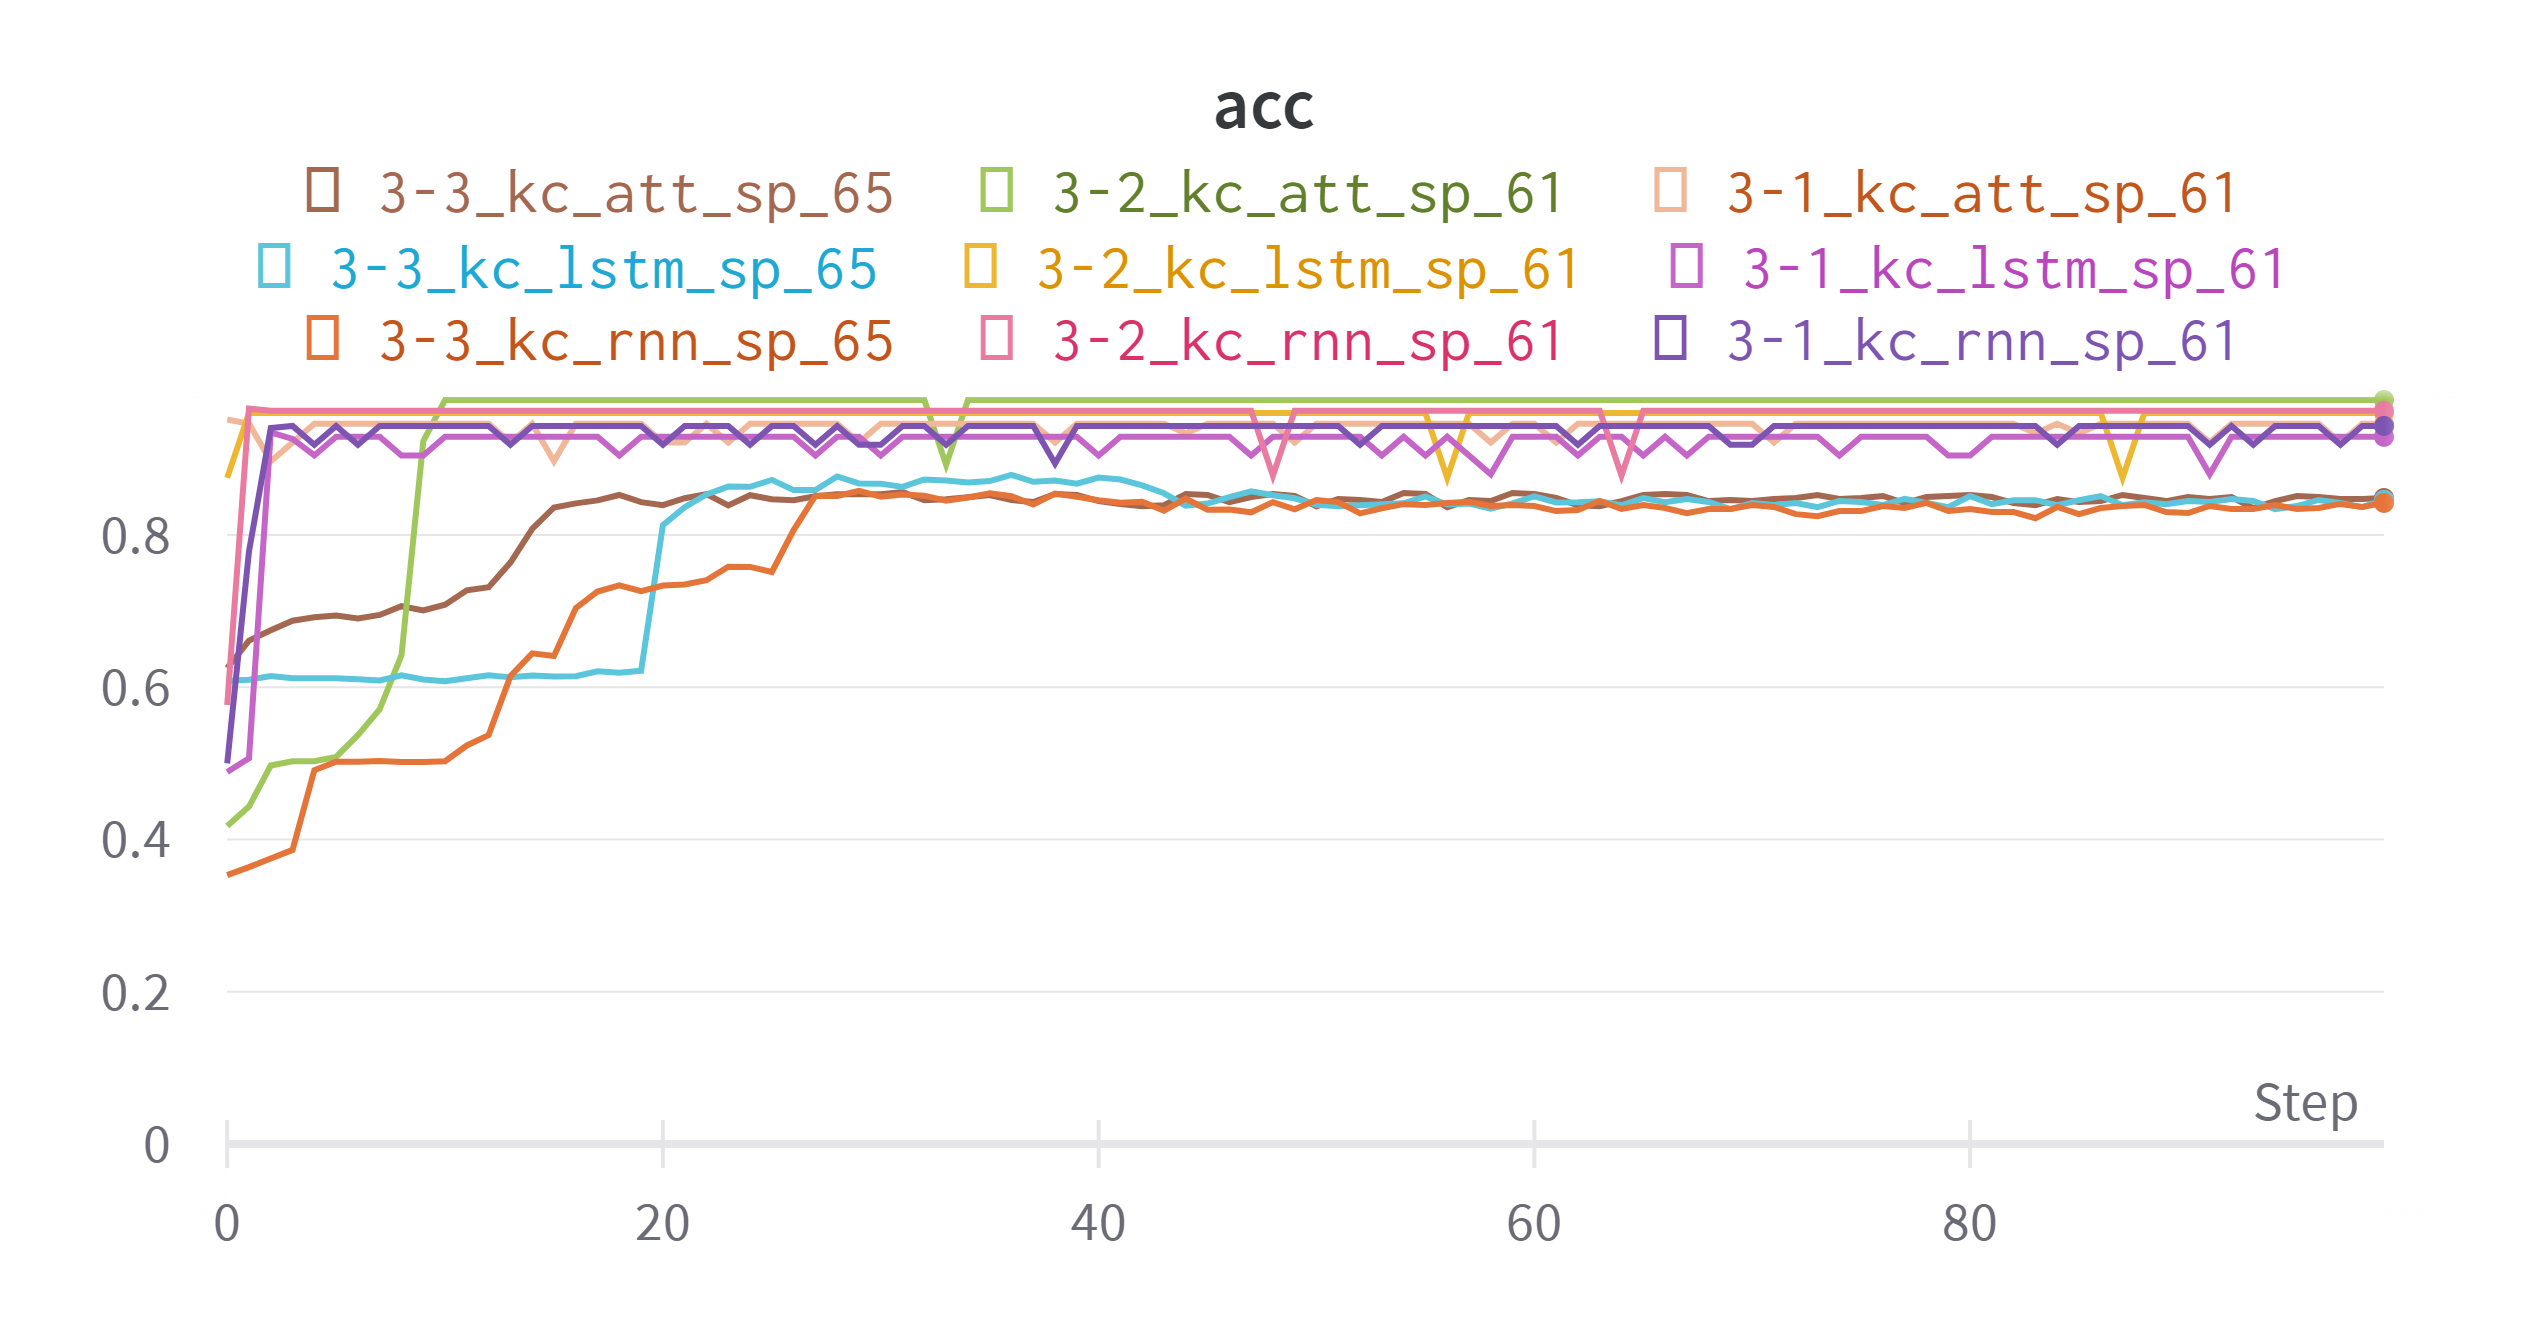 acc
3-3_kc_att_sp_65 3-2_kc_att_sp_61 3-1_kc_att_sp_61
3-3_kc_lstm_sp_65 3-2_kc_lstm_sp_61 3-1_kc_lstm_sp_61
3-3_kc_rnn_sp_65 3-2_kc_rnn_sp_61 3-1_kc_rnn_sp_61
0.8
0.6
0.4
0.2
Step
0
0 20 40 60 80